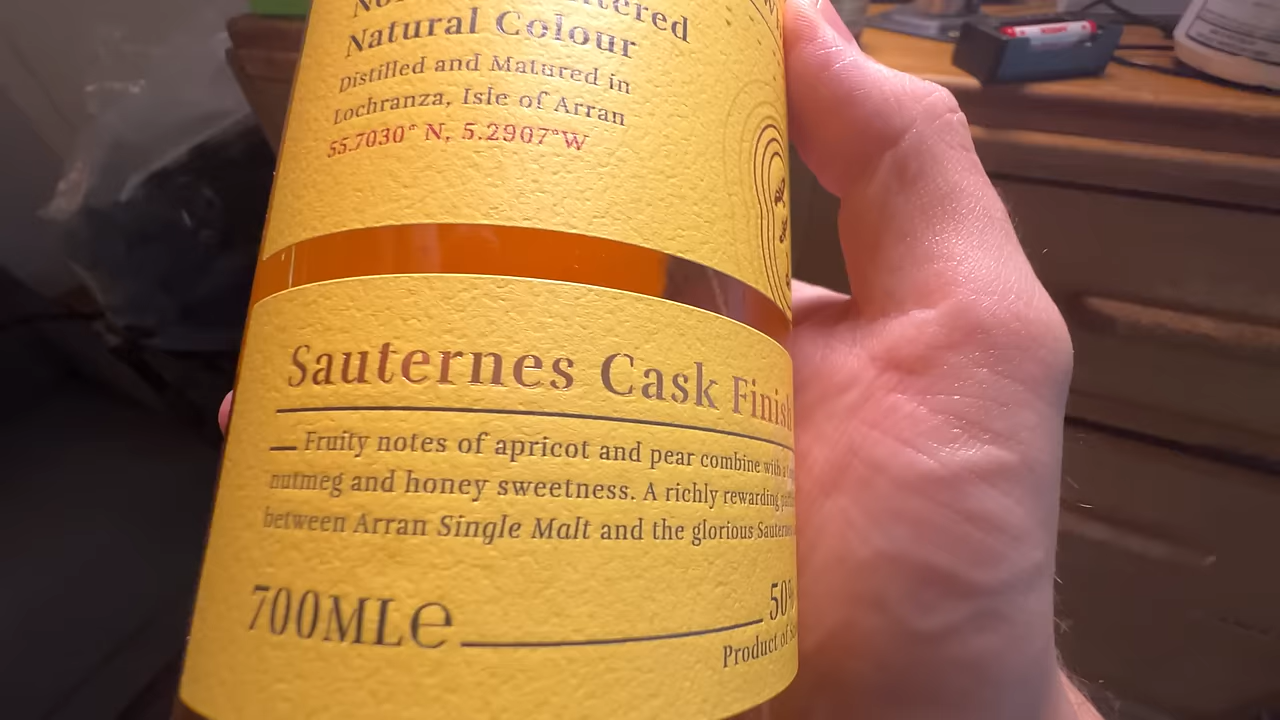 Natural Colour
Distilled and Matured in
Lochranza, Isle of Arran
55.7030° N, 5.2907°W
Sauternes Cask Finish
Fruity notes of apricot and pear combine with a
nutmeg and honey sweetness. A richly rewarding
between Arran Single Malt and the glorious Sauternes
700MLe
50%
Product of